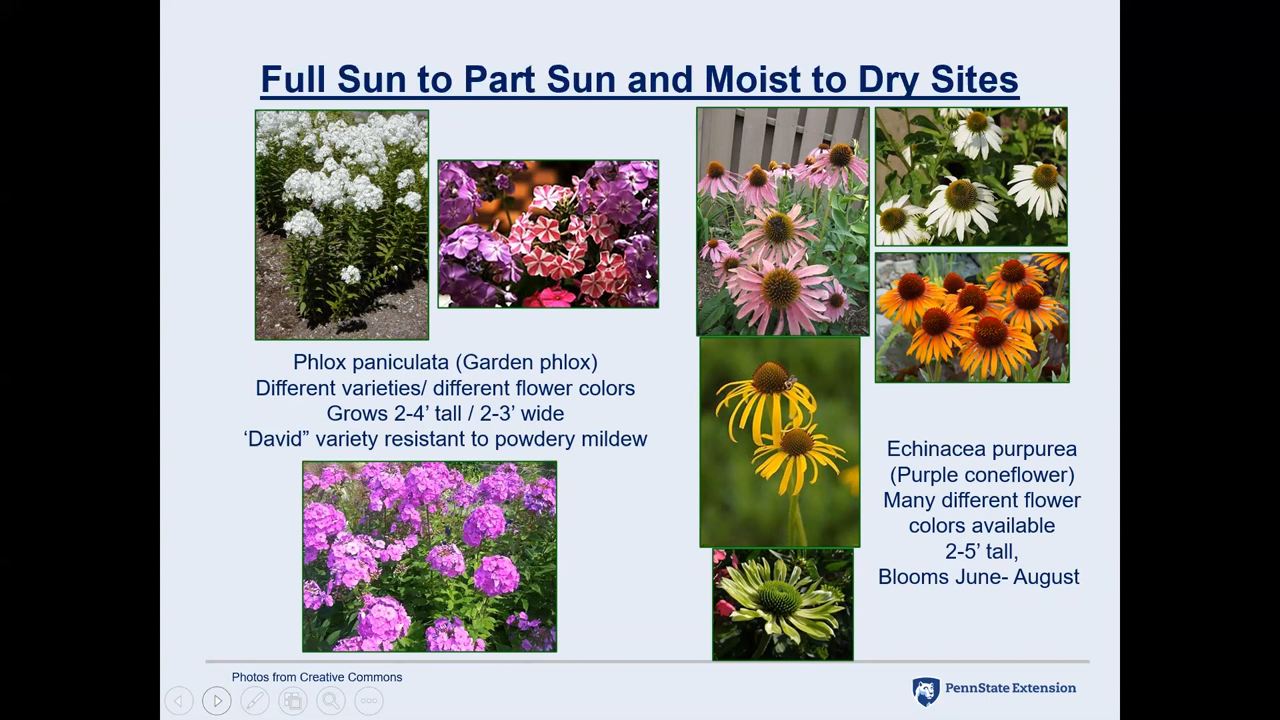 Full Sun to Part Sun and Moist to Dry Sites
Phlox paniculata (Garden phlox)
Different varieties/ different flower colors
Grows 2-4’ tall / 2-3’ wide
‘David” variety resistant to powdery mildew
Echinacea purpurea
(Purple coneflower)
Many different flower
colors available
2-5’ tall,
Blooms June- August
Photos from Creative Commons
PennState Extension